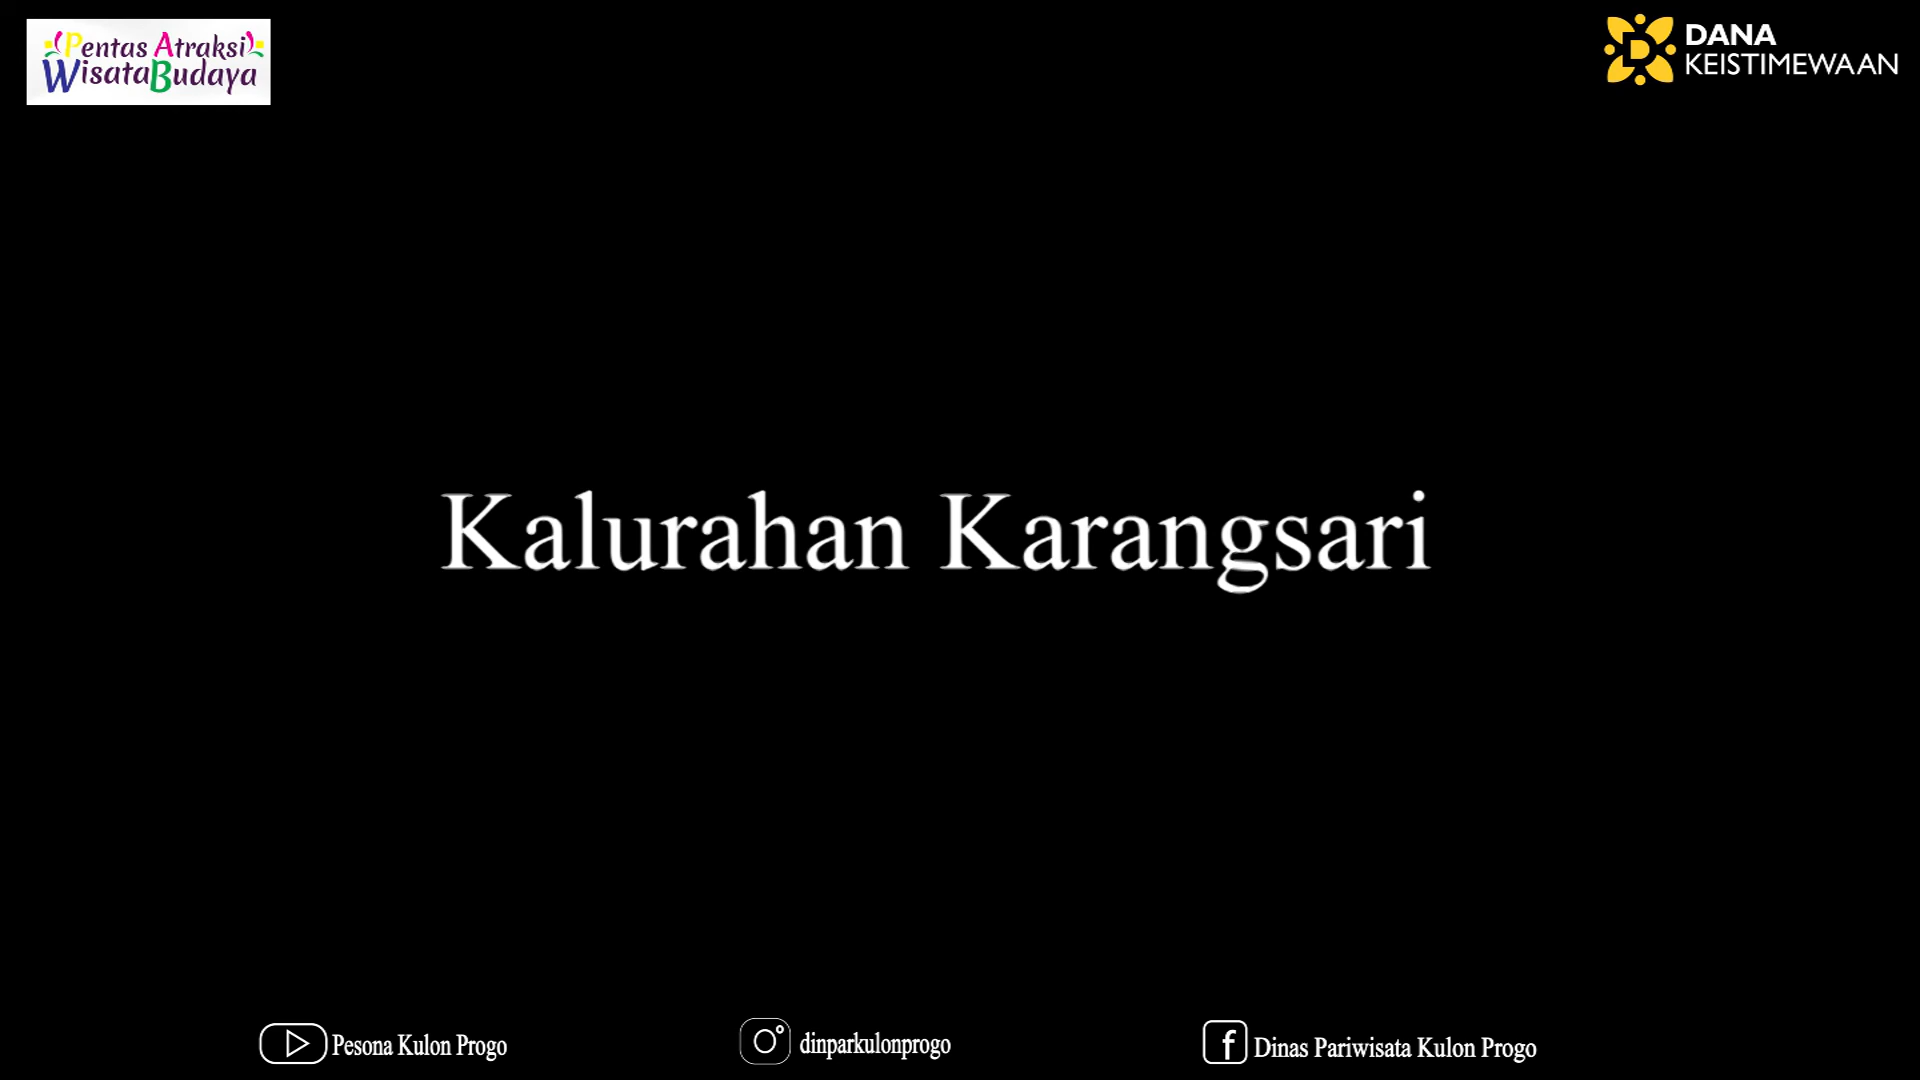 Pentas Atraksi
Wisata Budaya
DANA
KEISTIMEWAAN
Kalurahan Karangsari
Pesona Kulon Progo
dinparkulonprogo
Dinas Pariwisata Kulon Progo